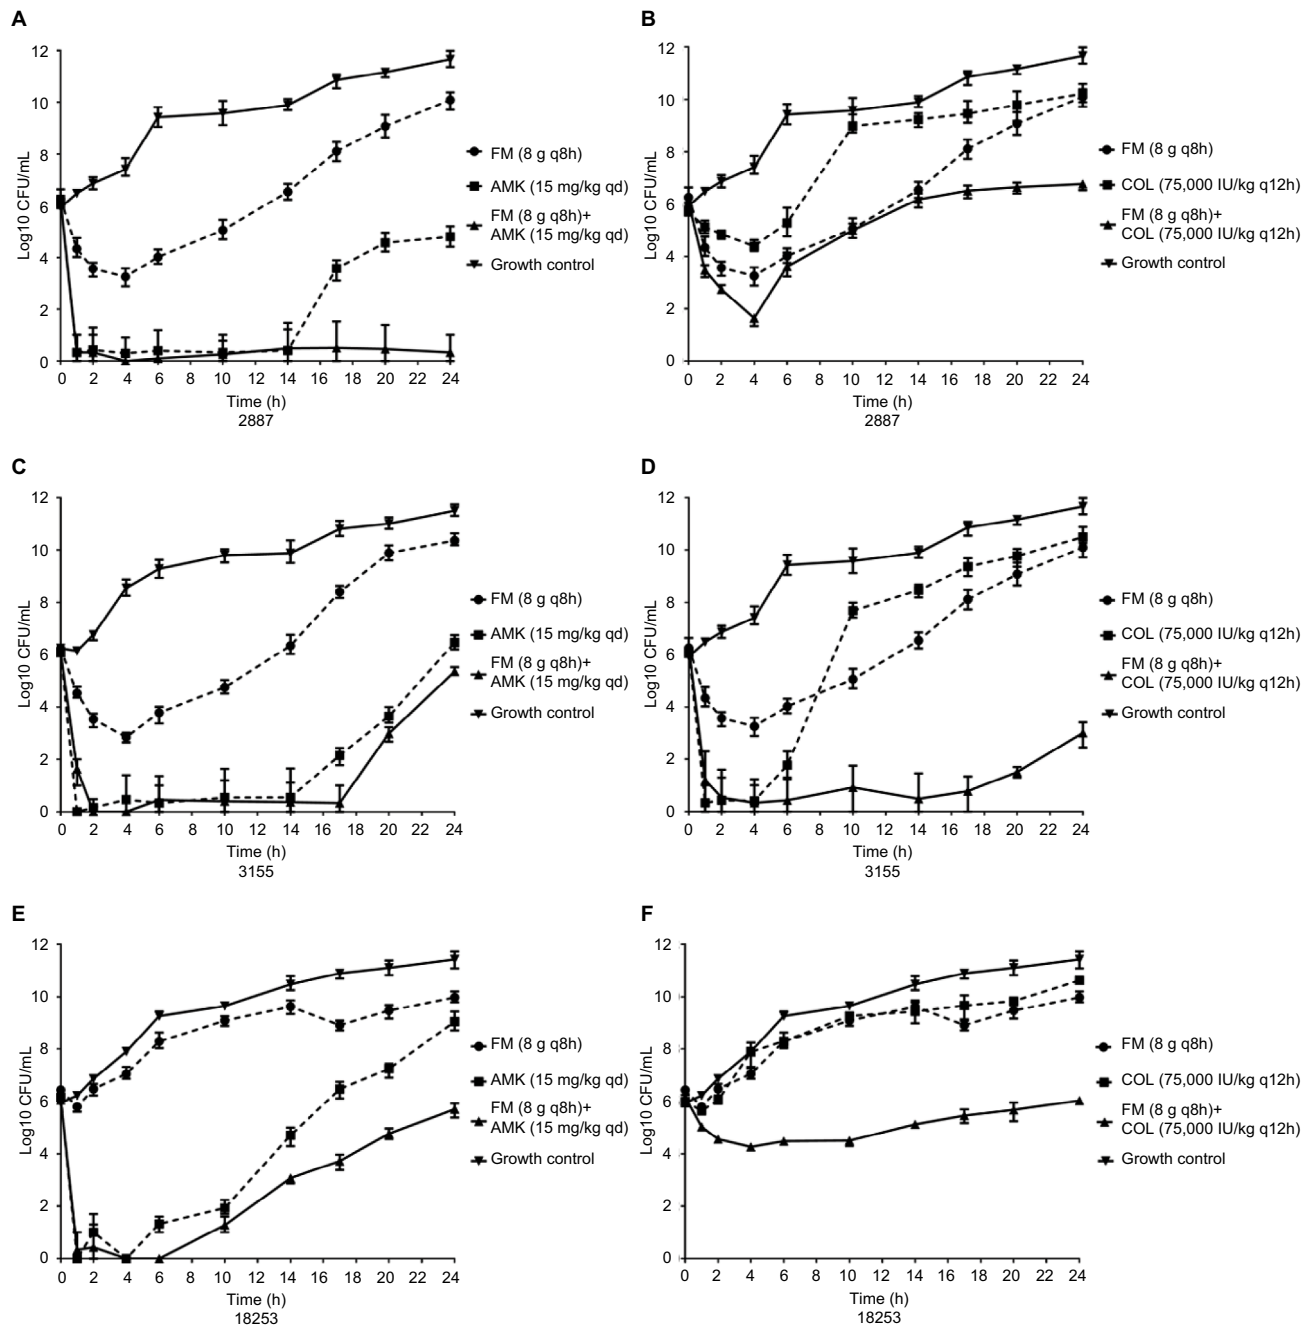 A
12
10
8
6
4
2
0
Log10 CFU/mL
0 2 4 6 8 10 12 14 16 18 20 22 24
Time (h)
2887
FM (8 g q8h)
AMK (15 mg/kg qd)
FM (8 g q8h)+
AMK (15 mg/kg qd)
Growth control
B
12
10
8
6
4
2
0
Log10 CFU/mL
0 2 4 6 8 10 12 14 16 18 20 22 24
Time (h)
2887
FM (8 g q8h)
COL (75,000 IU/kg q12h)
FM (8 g q8h)+
COL (75,000 IU/kg q12h)
Growth control
C
12
10
8
6
4
2
0
Log10 CFU/mL
0 2 4 6 8 10 12 14 16 18 20 22 24
Time (h)
3155
FM (8 g q8h)
AMK (15 mg/kg qd)
FM (8 g q8h)+
AMK (15 mg/kg qd)
Growth control
D
12
10
8
6
4
2
0
Log10 CFU/mL
0 2 4 6 8 10 12 14 16 18 20 22 24
Time (h)
3155
FM (8 g q8h)
COL (75,000 IU/kg q12h)
FM (8 g q8h)+
COL (75,000 IU/kg q12h)
Growth control
E
12
10
8
6
4
2
0
Log10 CFU/mL
0 2 4 6 8 10 12 14 16 18 20 22 24
Time (h)
18253
FM (8 g q8h)
AMK (15 mg/kg qd)
FM (8 g q8h)+
AMK (15 mg/kg qd)
Growth control
F
12
10
8
6
4
2
0
Log10 CFU/mL
0 2 4 6 8 10 12 14 16 18 20 22 24
Time (h)
18253
FM (8 g q8h)
COL (75,000 IU/kg q12h)
FM (8 g q8h)+
COL (75,000 IU/kg q12h)
Growth control